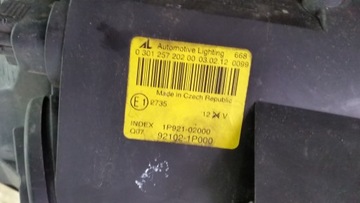 AL Automotive Lighting 668
0 301 257 202 00 03.02.12 0099
Made in Czech Republic
E1 2735
12 V
INDEX 1P921-02000
Q07 92102-1P000